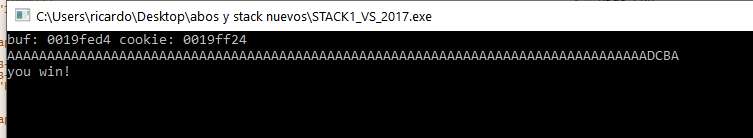 C:\Users\ricardo\Desktop\abos y stack nuevos\STACK1_VS_2017.exe
buf: 0019fed4 cookie: 0019ff24
AAAAAAAAAAAAAAAAAAAAAAAAAAAAAAAAAAAAAAAAAAAAAAAAAAAAAAAAAAAAAAAAAAAAAAAAAAAAAAAADCBA
you win!